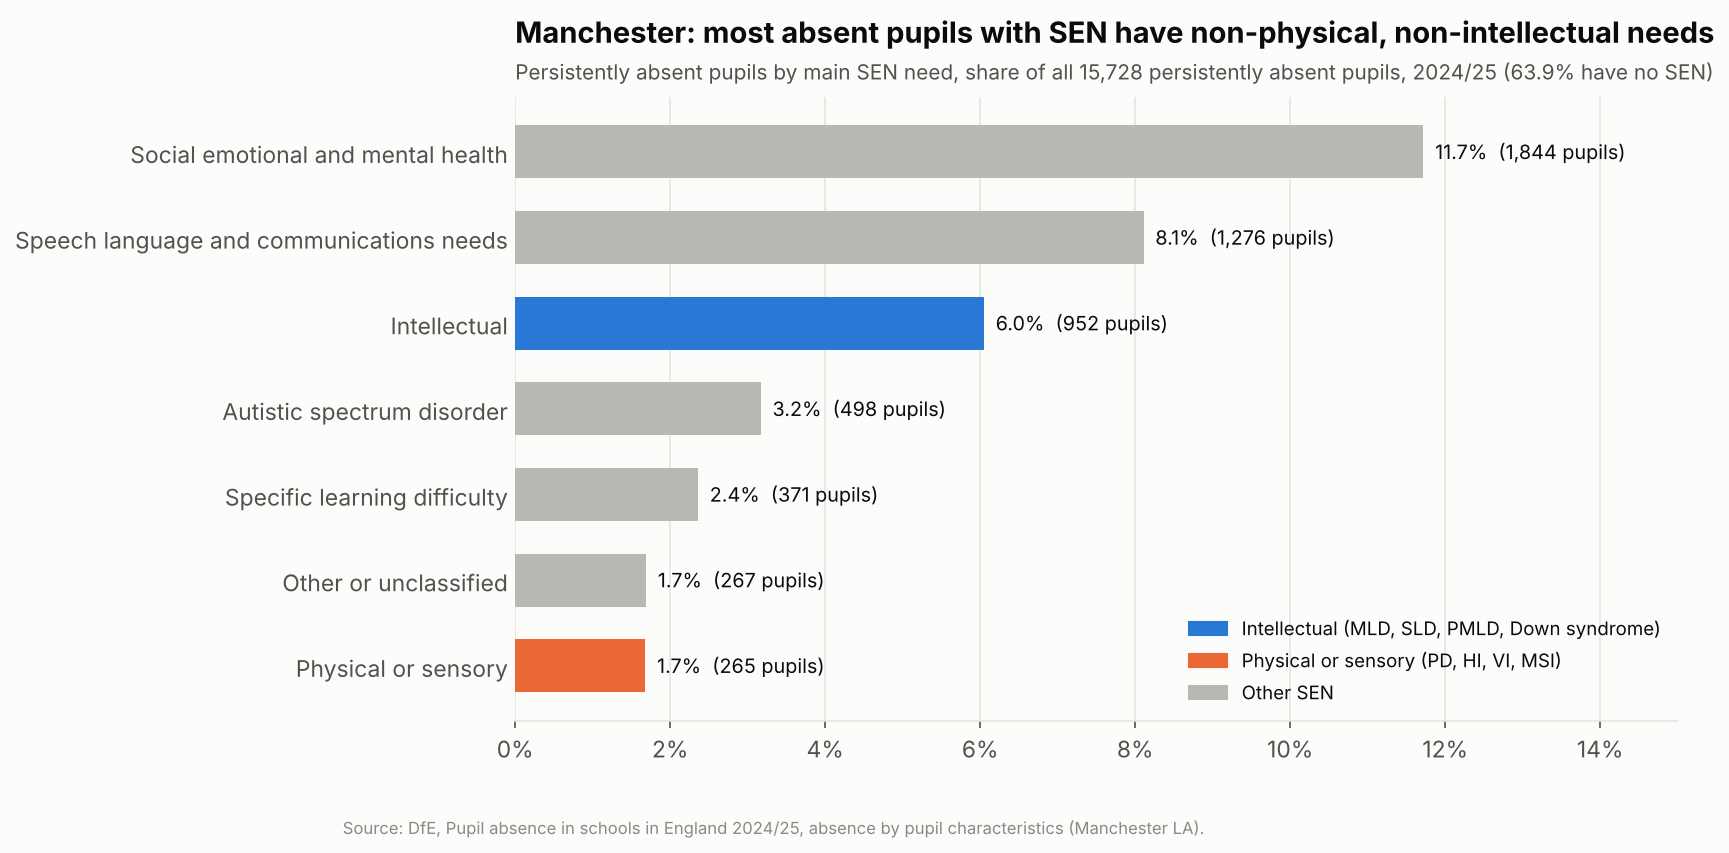 Manchester: most absent pupils with SEN have non-physical, non-intellectual needs
Persistently absent pupils by main SEN need, share of all 15,728 persistently absent pupils, 2024/25 (63.9% have no SEN)
Social emotional and mental health
11.7% (1,844 pupils)
Speech language and communications needs
8.1% (1,276 pupils)
Intellectual
6.0% (952 pupils)
Autistic spectrum disorder
3.2% (498 pupils)
Specific learning difficulty
2.4% (371 pupils)
Other or unclassified
1.7% (267 pupils)
Physical or sensory
1.7% (265 pupils)
Intellectual (MLD, SLD, PMLD, Down syndrome)
Physical or sensory (PD, HI, VI, MSI)
Other SEN
0% 2% 4% 6% 8% 10% 12% 14%
Source: DfE, Pupil absence in schools in England 2024/25, absence by pupil characteristics (Manchester LA).